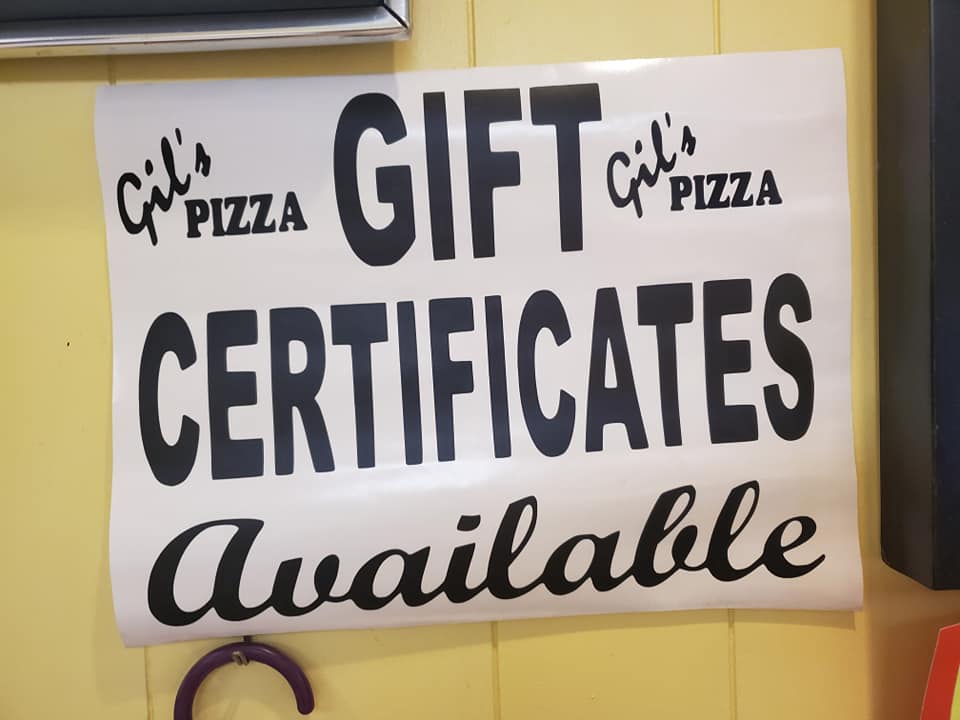 Gil's PIZZA GIFT Gil's PIZZA
CERTIFICATES
Available